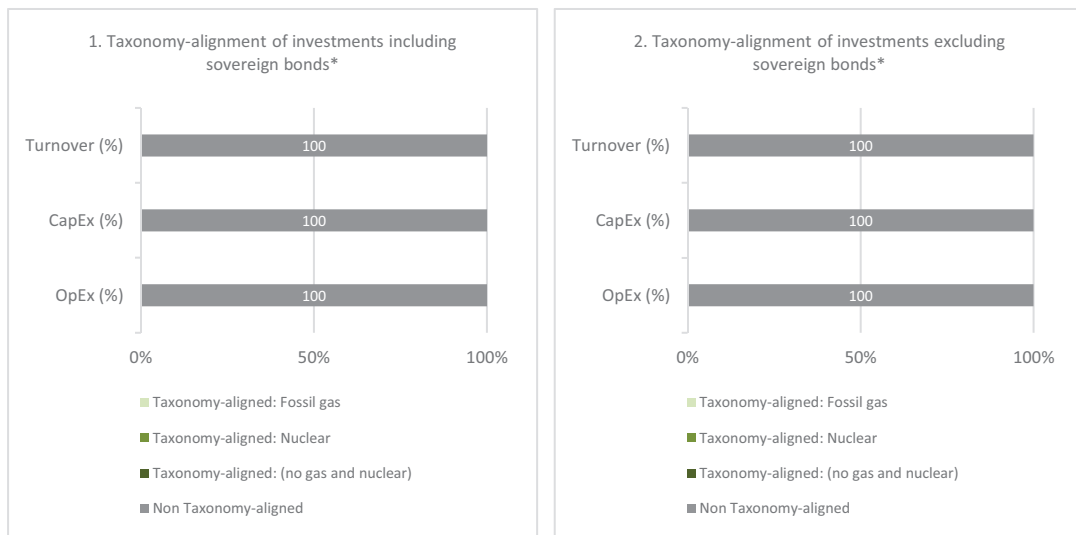 1. Taxonomy-alignment of investments including
sovereign bonds*
Turnover (%)
100
CapEx (%)
100
OpEx (%)
100
0% 50% 100%
Taxonomy-aligned: Fossil gas
Taxonomy-aligned: Nuclear
Taxonomy-aligned: (no gas and nuclear)
Non Taxonomy-aligned
2. Taxonomy-alignment of investments excluding
sovereign bonds*
Turnover (%)
100
CapEx (%)
100
OpEx (%)
100
0% 50% 100%
Taxonomy-aligned: Fossil gas
Taxonomy-aligned: Nuclear
Taxonomy-aligned: (no gas and nuclear)
Non Taxonomy-aligned